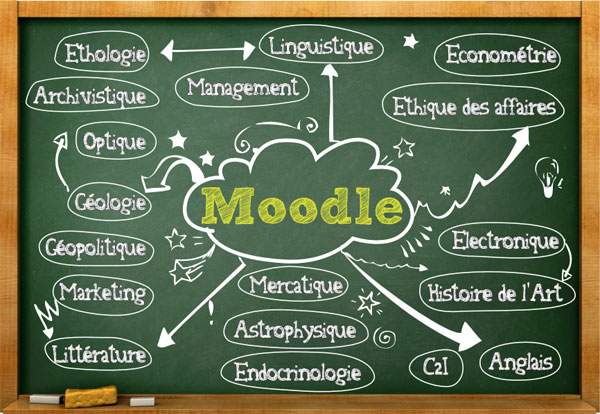 Ethologie
Linguistique
Econométrie
Archivistique
Management
Ethique des affaires
Optique
Géologie
Moodle
Géopolitique
Electronique
Marketing
Mercatique
Histoire de l'Art
Littérature
Astrophysique
Endocrinologie
C2I
Anglais